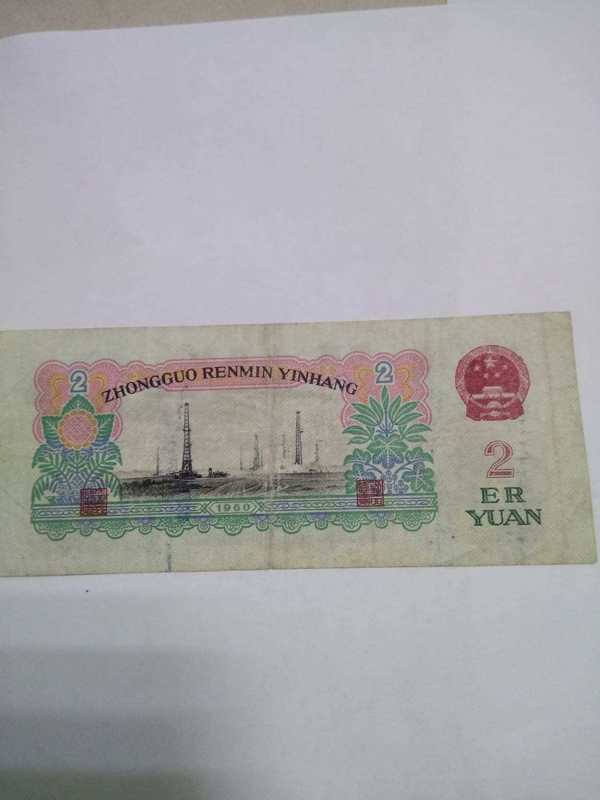 2
ZHONGGUO RENMIN YINHANG
2
1960
2
ER
YUAN